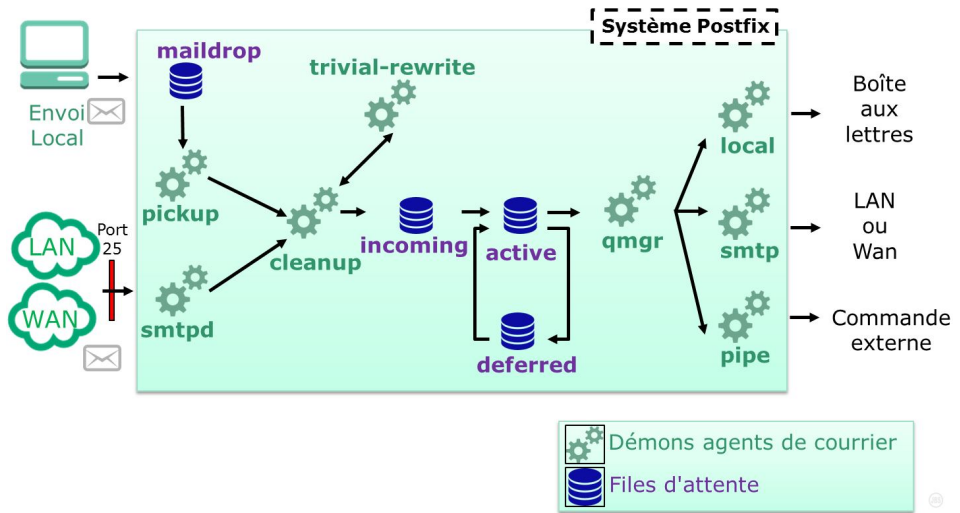 Système Postfix
maildrop
trivial-rewrite
Envoi
Local
pickup
local
Boîte
aux
lettres
LAN
WAN
Port
25
smtpd
cleanup
incoming
active
deferred
qmgr
smtp
LAN
ou
Wan
pipe
Commande
externe
Démons agents de courrier
Files d'attente